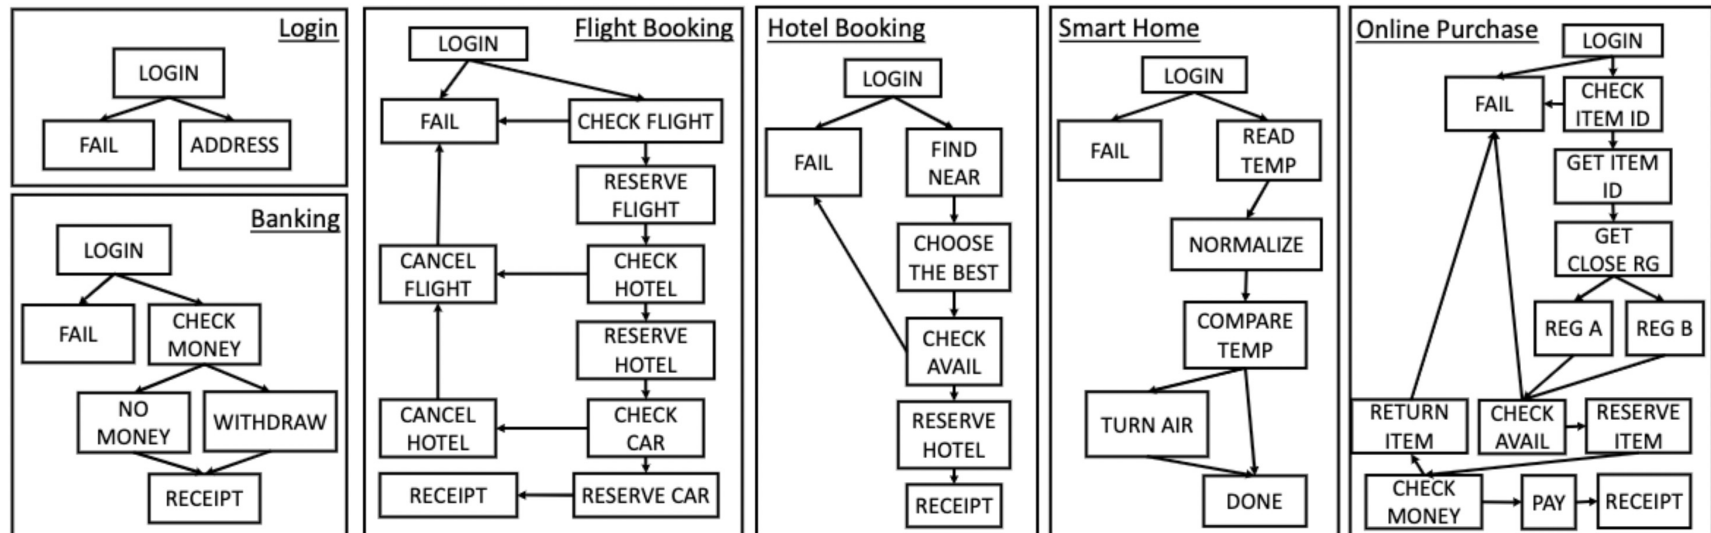 Login
LOGIN
FAIL
ADDRESS
Banking
LOGIN
FAIL
CHECK
MONEY
NO
MONEY
WITHDRAW
RECEIPT
Flight Booking
LOGIN
FAIL
CHECK FLIGHT
RESERVE
FLIGHT
CANCEL
FLIGHT
CHECK
HOTEL
RESERVE
HOTEL
CANCEL
HOTEL
CHECK
CAR
RECEIPT
RESERVE CAR
Hotel Booking
LOGIN
FAIL
FIND
NEAR
CHOOSE
THE BEST
CHECK
AVAIL
RESERVE
HOTEL
RECEIPT
Smart Home
LOGIN
FAIL
READ
TEMP
NORMALIZE
COMPARE
TEMP
TURN AIR
DONE
Online Purchase
LOGIN
FAIL
CHECK
ITEM ID
GET ITEM
ID
GET
CLOSE RG
REG A
REG B
RETURN
ITEM
CHECK
AVAIL
RESERVE
ITEM
CHECK
MONEY
PAY
RECEIPT